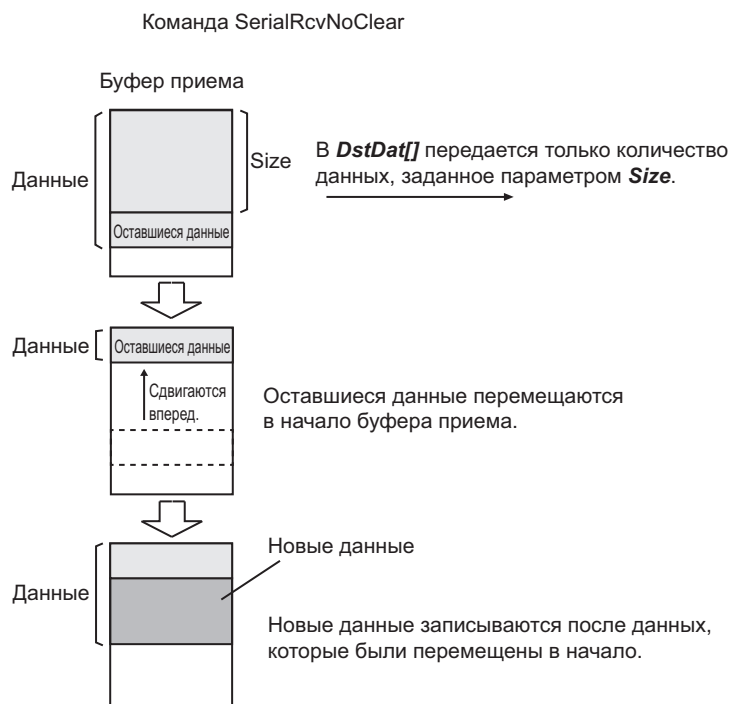 Команда SerialRcvNoClear
Буфер приема
Данные
Size
В DstDat[] передается только количество
данных, заданное параметром Size.
Оставшиеся данные
Данные
Оставшиеся данные
Сдвигаются
вперед.
Оставшиеся данные перемещаются
в начало буфера приема.
Новые данные
Данные
Новые данные записываются после данных,
которые были перемещены в начало.